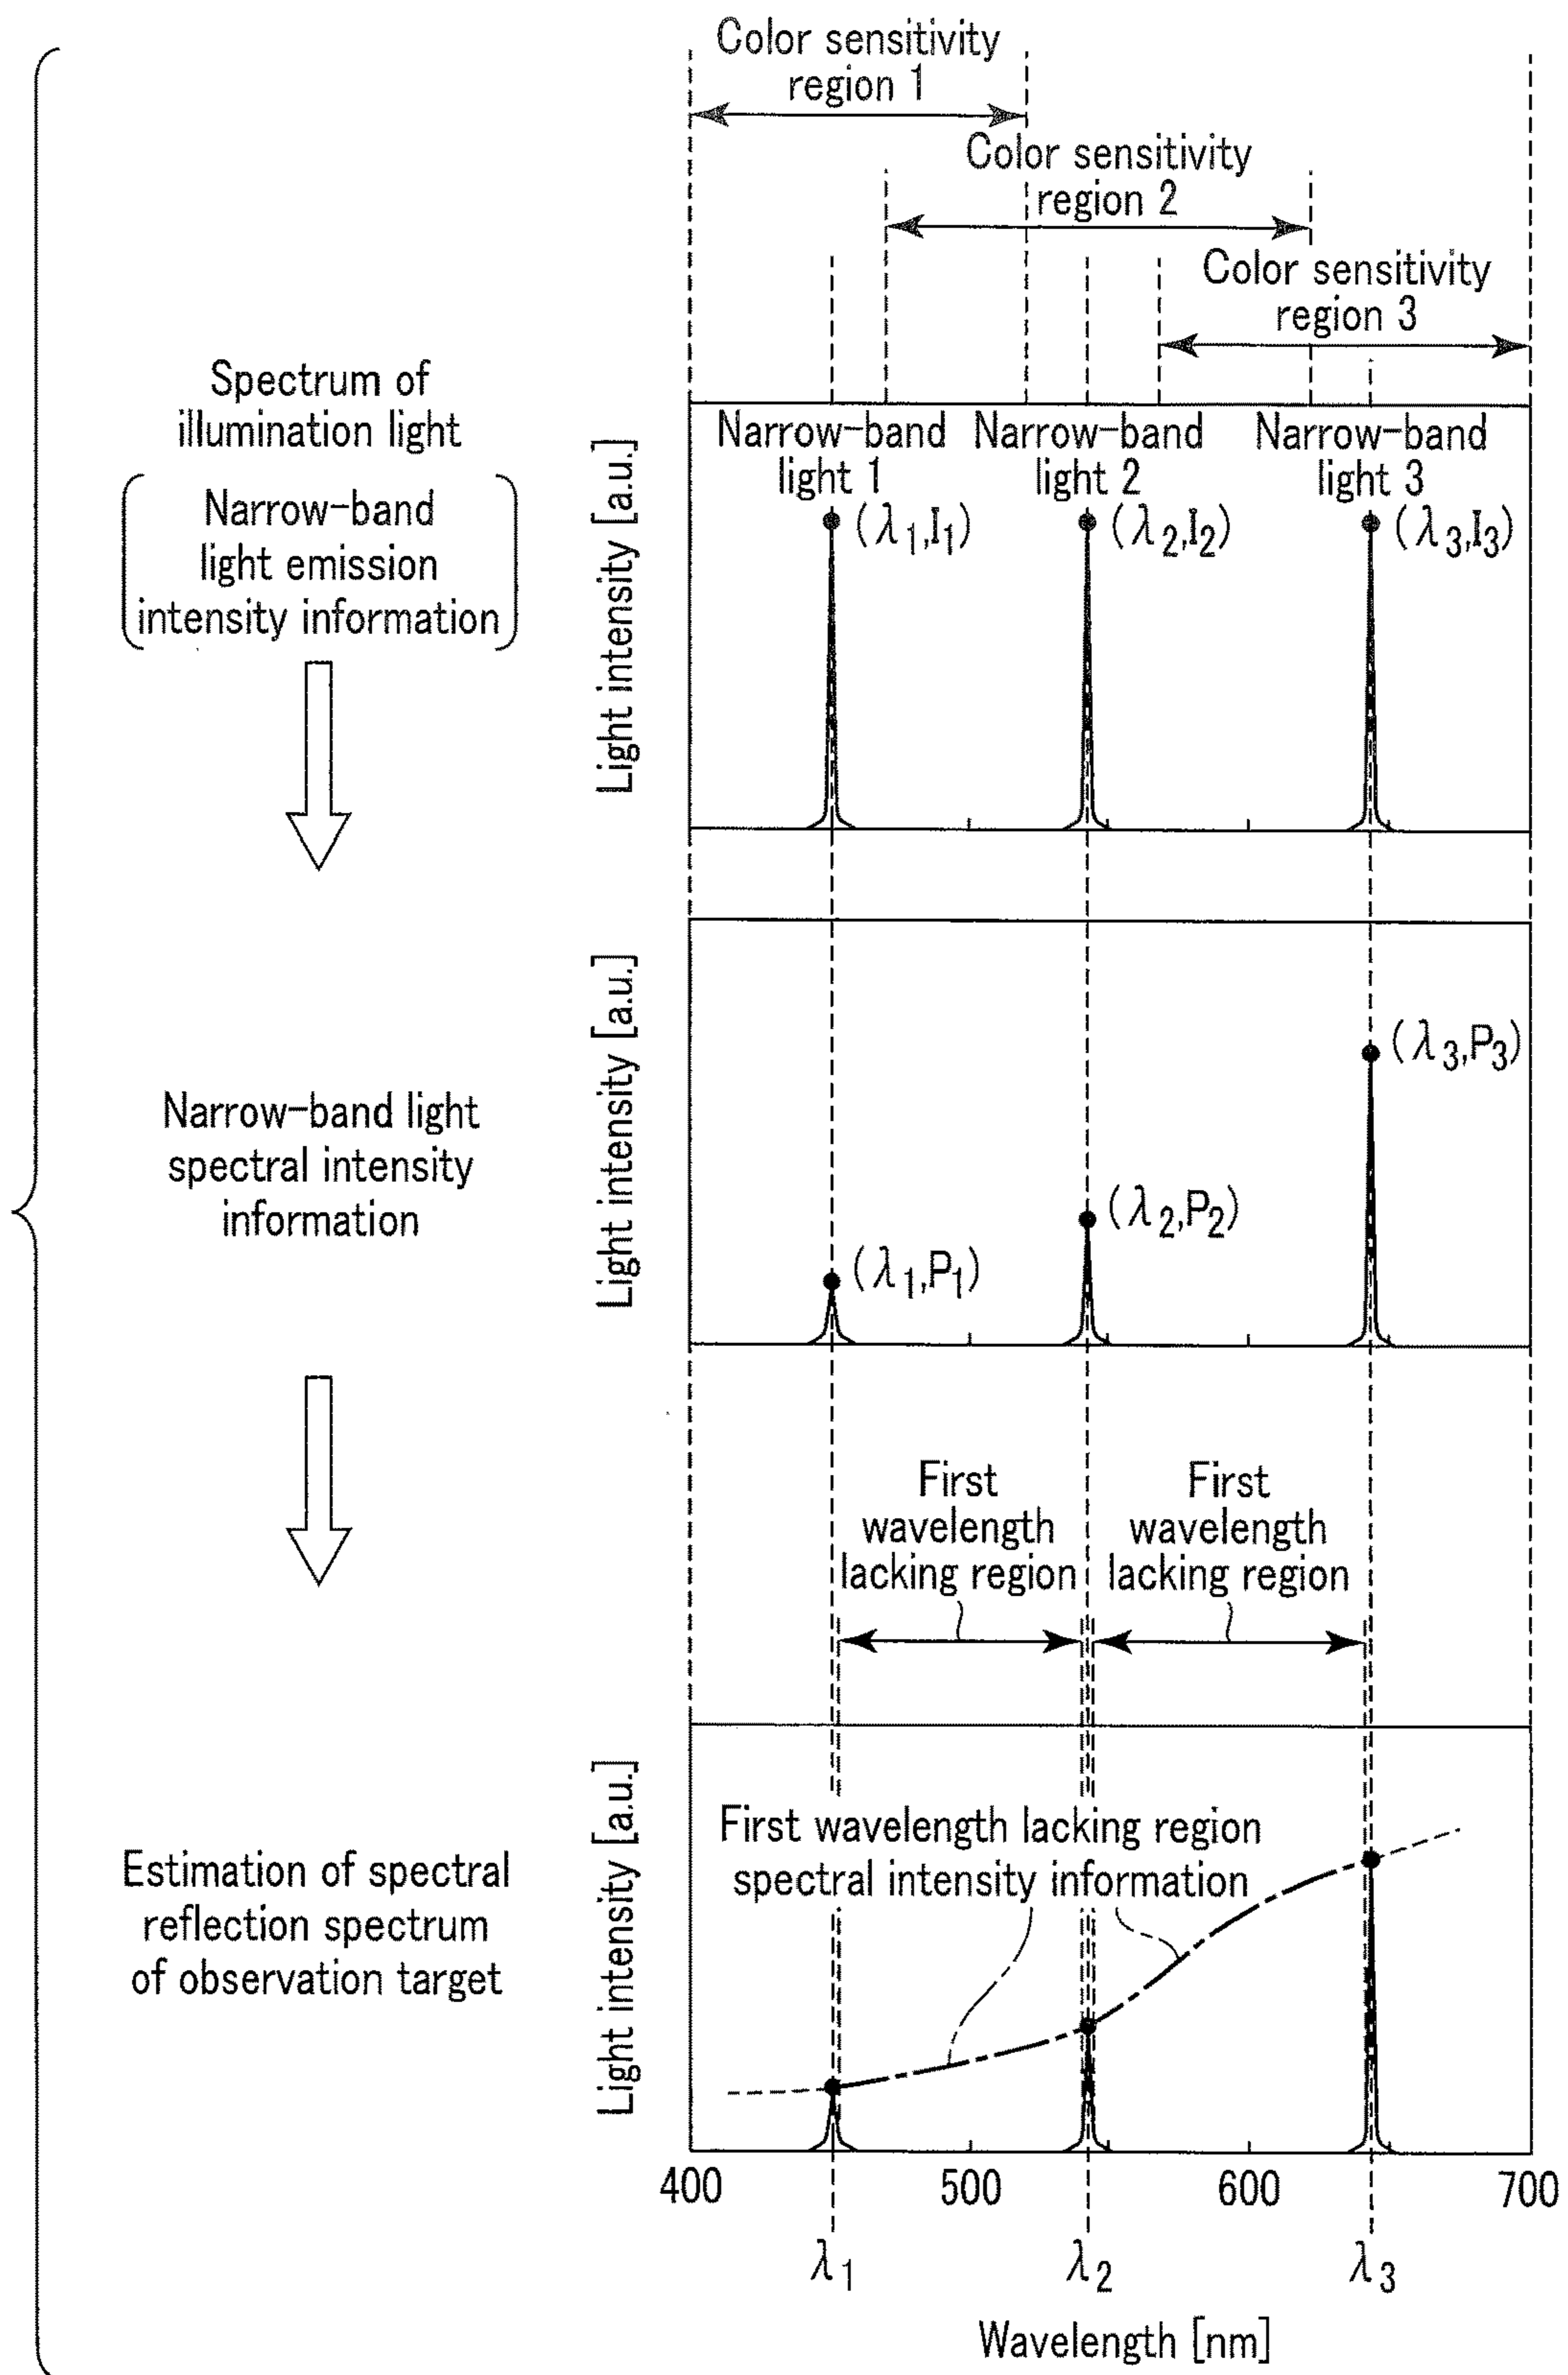 Color sensitivity
region 1
Color sensitivity
region 2
Color sensitivity
region 3
Spectrum of
illumination light
Narrow-band
light emission
intensity information
Light intensity [a.u.]
Narrow-band
light 1
Narrow-band
light 2
Narrow-band
light 3
(λ1,I1)
(λ2,I2)
(λ3,I3)
Narrow-band light
spectral intensity
information
Light intensity [a.u.]
(λ1,P1)
(λ2,P2)
(λ3,P3)
First
wavelength
lacking region
First
wavelength
lacking region
Estimation of spectral
reflection spectrum
of observation target
Light intensity [a.u.]
First wavelength lacking region
spectral intensity information
400 500 600 700
λ1 λ2 λ3
Wavelength [nm]